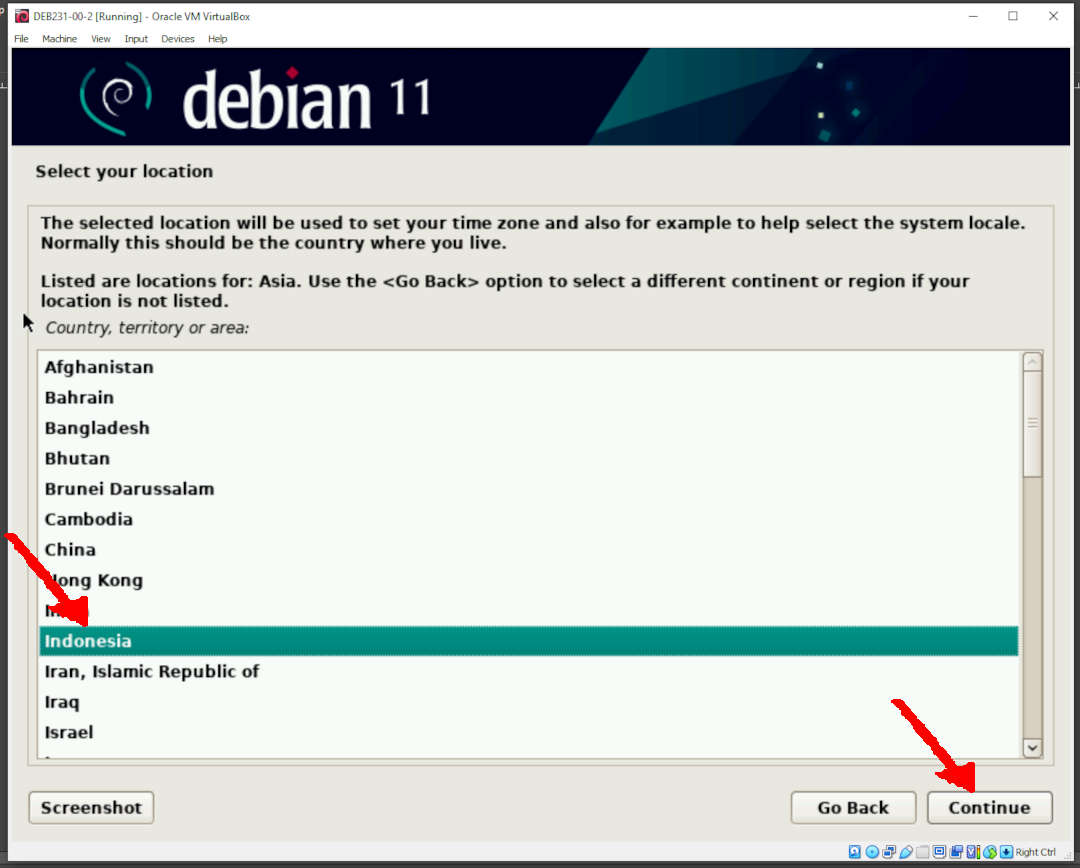 DEB231-00-2 [Running] - Oracle VM VirtualBox
File Machine View Input Devices Help
debian 11
Select your location
The selected location will be used to set your time zone and also for example to help select the system locale.
Normally this should be the country where you live.
Listed are locations for: Asia. Use the <Go Back> option to select a different continent or region if your
location is not listed.
Country, territory or area:
Afghanistan
Bahrain
Bangladesh
Bhutan
Brunei Darussalam
Cambodia
China
Hong Kong
Indonesia
Iran, Islamic Republic of
Iraq
Israel
Screenshot Go Back Continue
Right Ctrl